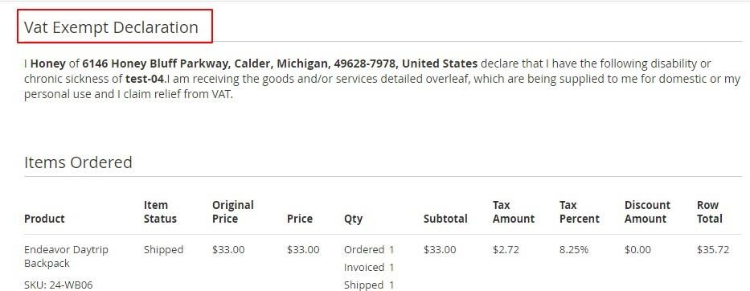 Vat Exempt Declaration
I Honey of 6146 Honey Bluff Parkway, Calder, Michigan, 49628-7978, United States declare that I have the following disability or
chronic sickness of test-04.I am receiving the goods and/or services detailed overleaf, which are being supplied to me for domestic or my
personal use and I claim relief from VAT.
Items Ordered
Product Item Status Original Price Price Qty Subtotal Tax Amount Tax Percent Discount Amount Row Total
Endeavor Daytrip Shipped $33.00 $33.00 Ordered 1 $33.00 $2.72 8.25% $0.00 $35.72
Backpack Invoiced 1
SKU: 24-WB06 Shipped 1